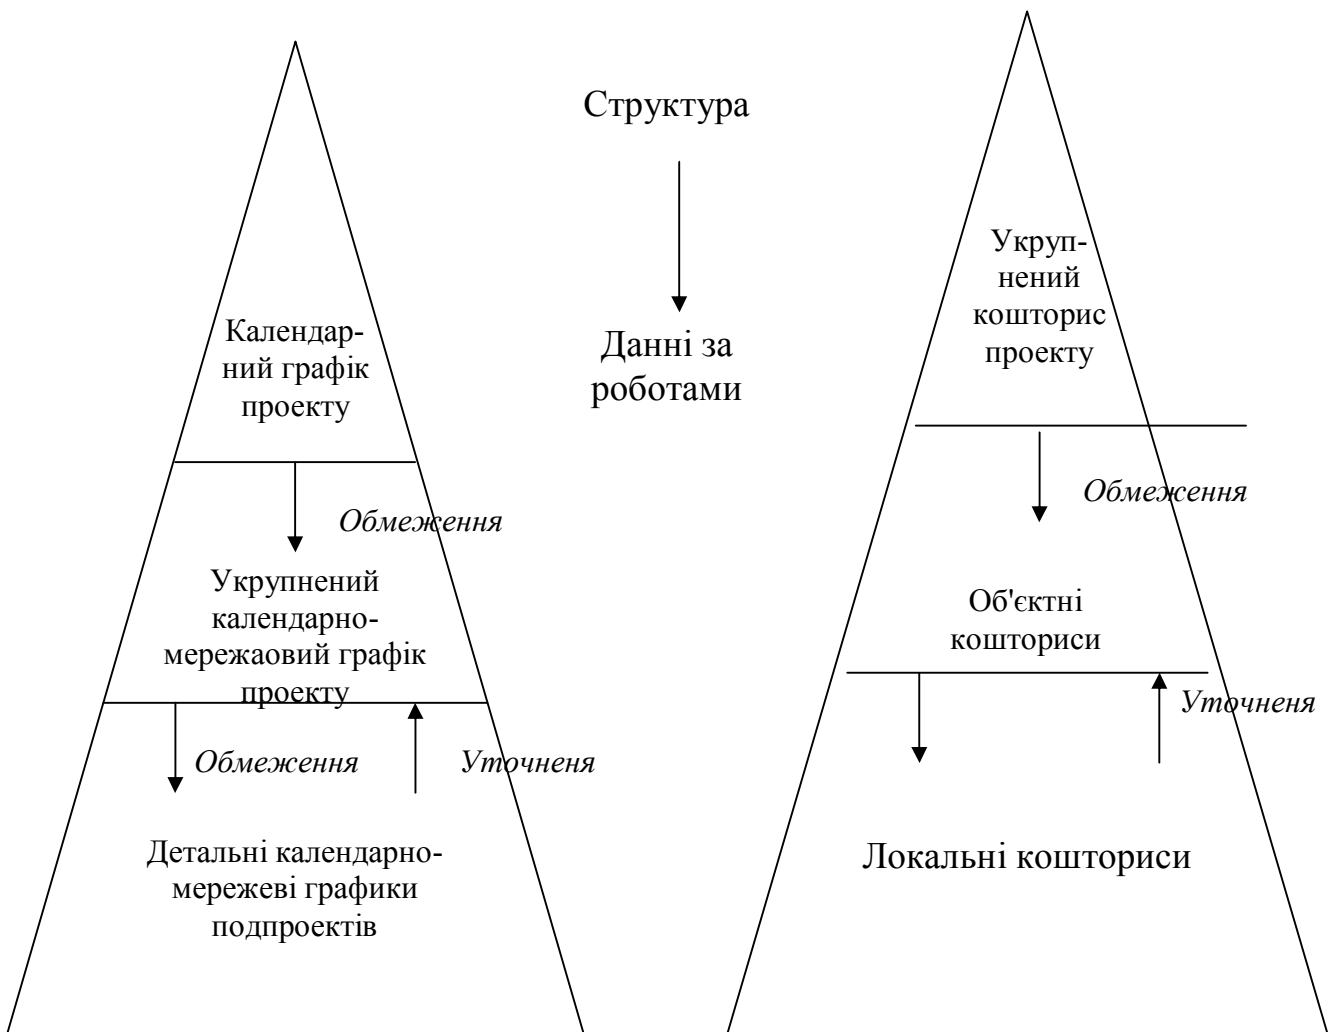 Структура
Данні за
роботами
Календар-
ний графік
проекту
Обмеження
Укрупнений
календарно-
мережаовий графік
проекту
Обмеження
Уточненя
Детальні календарно-
мережеві графики
подпроектів
Укруп-
нений
кошторис
проекту
Обмеження
Об'єктні
кошториси
Уточненя
Локальні кошториси